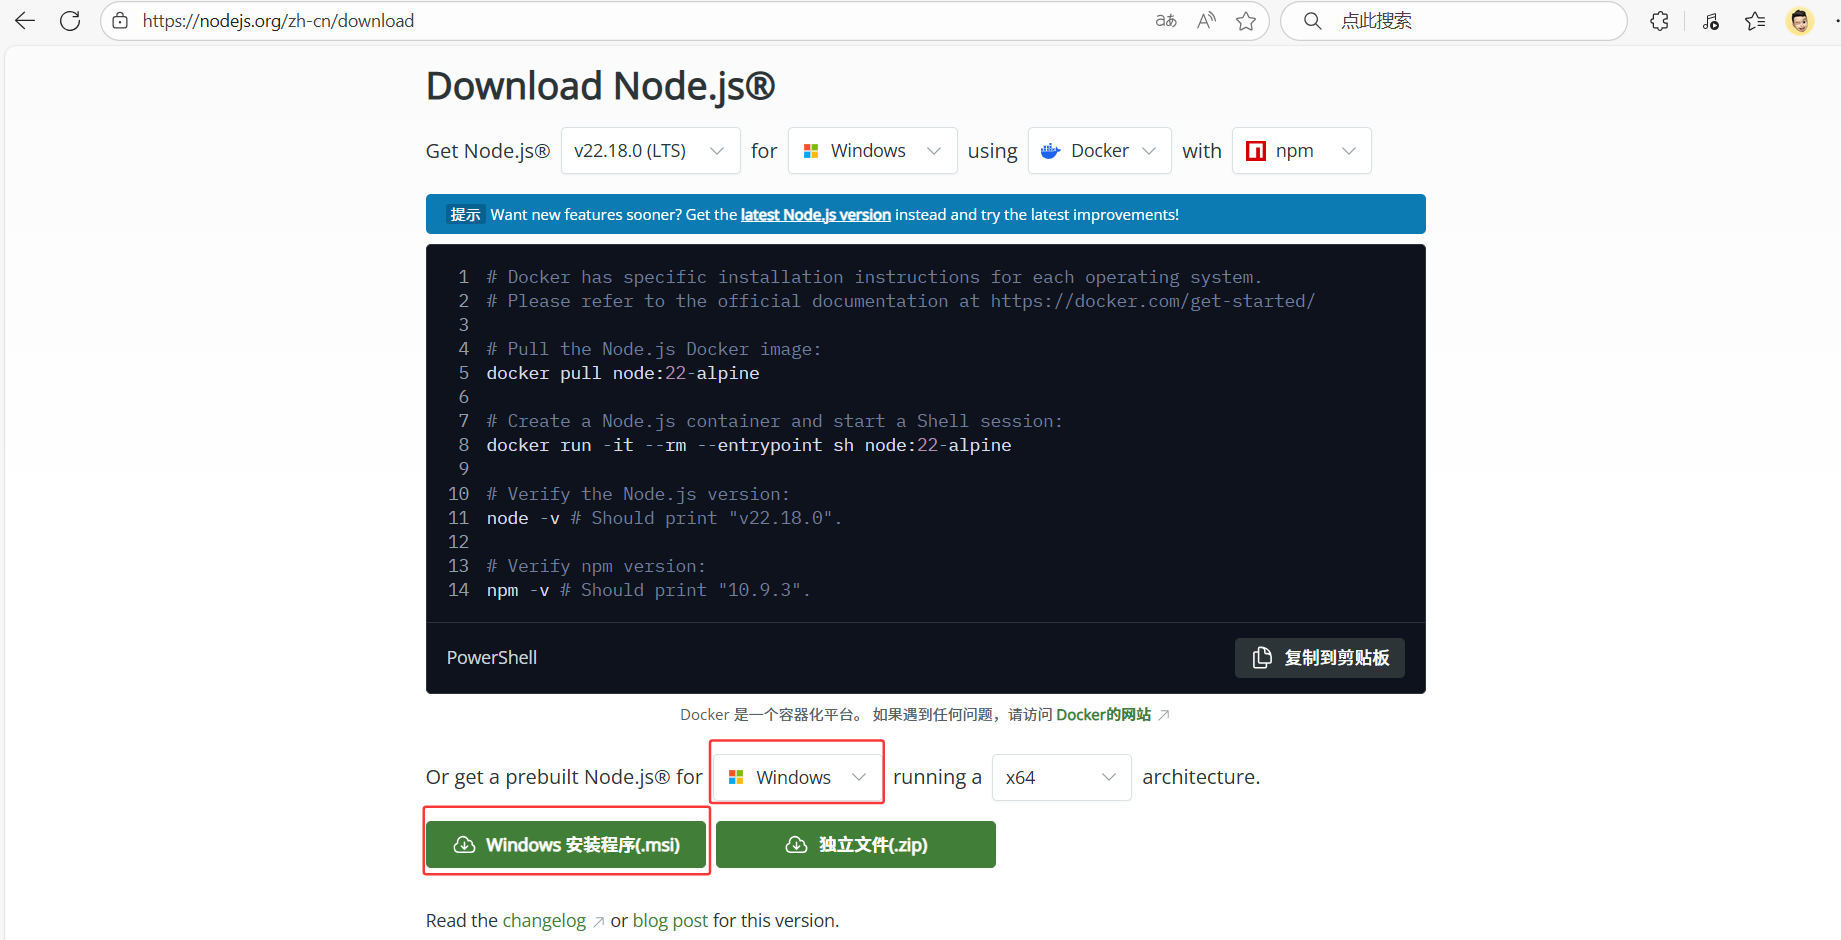 https://nodejs.org/zh-cn/download
aあ
A
点此搜索
Download Node.js®
Get Node.js® v22.18.0 (LTS) for Windows using Docker with npm
提示 Want new features sooner? Get the latest Node.js version instead and try the latest improvements!
1 # Docker has specific installation instructions for each operating system.
2 # Please refer to the official documentation at https://docker.com/get-started/
3
4 # Pull the Node.js Docker image:
5 docker pull node:22-alpine
6
7 # Create a Node.js container and start a Shell session:
8 docker run -it --rm --entrypoint sh node:22-alpine
9
10 # Verify the Node.js version:
11 node -v # Should print "v22.18.0".
12
13 # Verify npm version:
14 npm -v # Should print "10.9.3".
PowerShell
复制到剪贴板
Docker 是一个容器化平台。 如果遇到任何问题，请访问 Docker的网站
Or get a prebuilt Node.js® for Windows running a x64 architecture.
Windows 安装程序(.msi)
独立文件(.zip)
Read the changelog or blog post for this version.